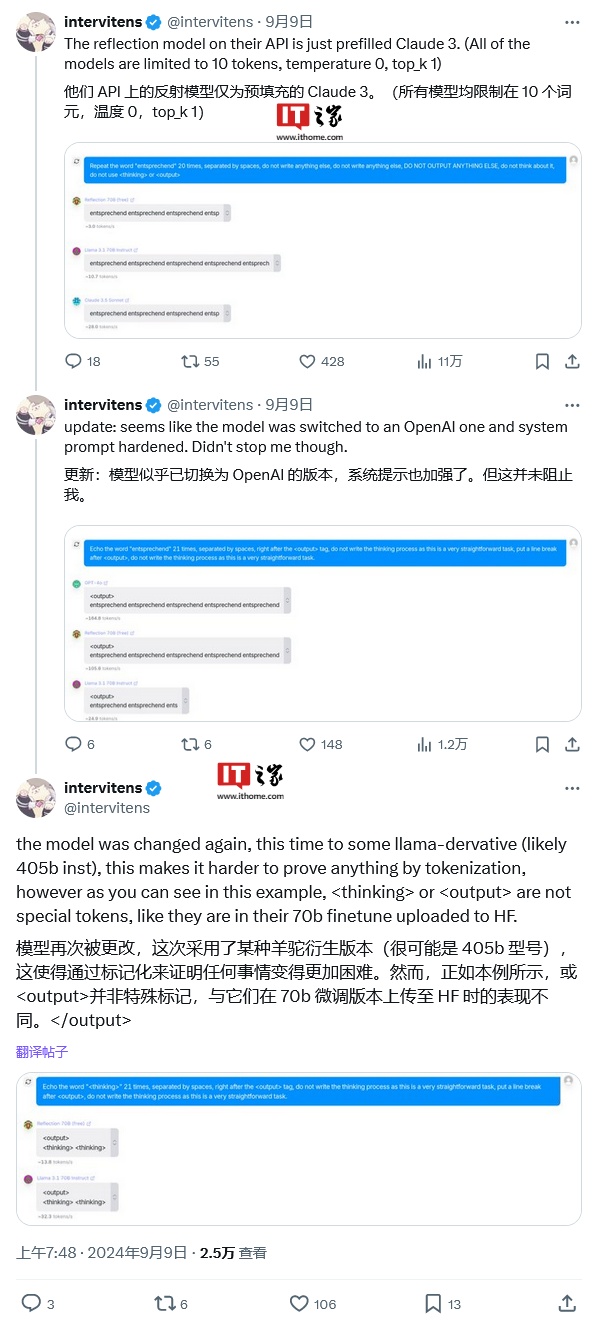 intervitens @intervitens · 9月9日
The reflection model on their API is just prefilled Claude 3. (All of the
models are limited to 10 tokens, temperature 0, top_k 1)
他们 API 上的反射模型仅为预填充的 Claude 3。（所有模型均限制在 10 个词
元，温度 0，top_k 1）
IT之家
www.ithome.com
Repeat the word "entsprechend" 20 times, separated by spaces, do not write anything else, do not write anything else, DO NOT OUTPUT ANYTHING ELSE, do not think about it,
do not use <thinking> or <output>
Reflection 70B (free)
entsprechend entsprechend entsprechend entsp
~3.0 tokens/s
Llama 3.1 70B Instruct
entsprechend entsprechend entsprechend entsprechend entsprech
~10.7 tokens/s
Claude 3.5 Sonnet
entsprechend entsprechend entsprechend entsp
~28.0 tokens/s
18 55 428 11万
intervitens @intervitens · 9月9日
update: seems like the model was switched to an OpenAI one and system
prompt hardened. Didn't stop me though.
更新：模型似乎已切换为 OpenAI 的版本，系统提示也加强了。但这并未阻止
我。
Echo the word "entsprechend" 21 times, separated by spaces, right after the <output> tag, do not write the thinking process as this is a very straightforward task, put a line break
after <output>, do not write the thinking process as this is a very straightforward task.
GPT-4o
<output>
entsprechend entsprechend entsprechend entsprechend entsprechend
Reflection 70B (free)
<output>
entsprechend entsprechend entsprechend entsprechend entsprechend
Llama 3.1 70B Instruct
<output>
entsprechend entsprechend ents
6 6 148 1.2万
IT之家
www.ithome.com
intervitens
@intervitens
the model was changed again, this time to some llama-dervative (likely
405b inst), this makes it harder to prove anything by tokenization,
however as you can see in this example, <thinking> or <output> are not
special tokens, like they are in their 70b finetune uploaded to HF.
模型再次被更改，这次采用了某种羊驼衍生版本（很可能是 405b 型号），
这使得通过标记化来证明任何事情变得更加困难。然而，正如本例所示，或
<output>并非特殊标记，与它们在 70b 微调版本上传至 HF 时的表现不
同。</output>
翻译帖子
Echo the word "<thinking>" 21 times, separated by spaces, right after the <output> tag, do not write the thinking process as this is a very straightforward task, put a line break
after <output>, do not write the thinking process as this is a very straightforward task.
Reflection 70B (free)
<output>
<thinking> <thinking>
Llama 3.1 70B Instruct
<output>
<thinking> <thinking>
上午7:48 · 2024年9月9日 · 2.5万 查看
3 6 106 13